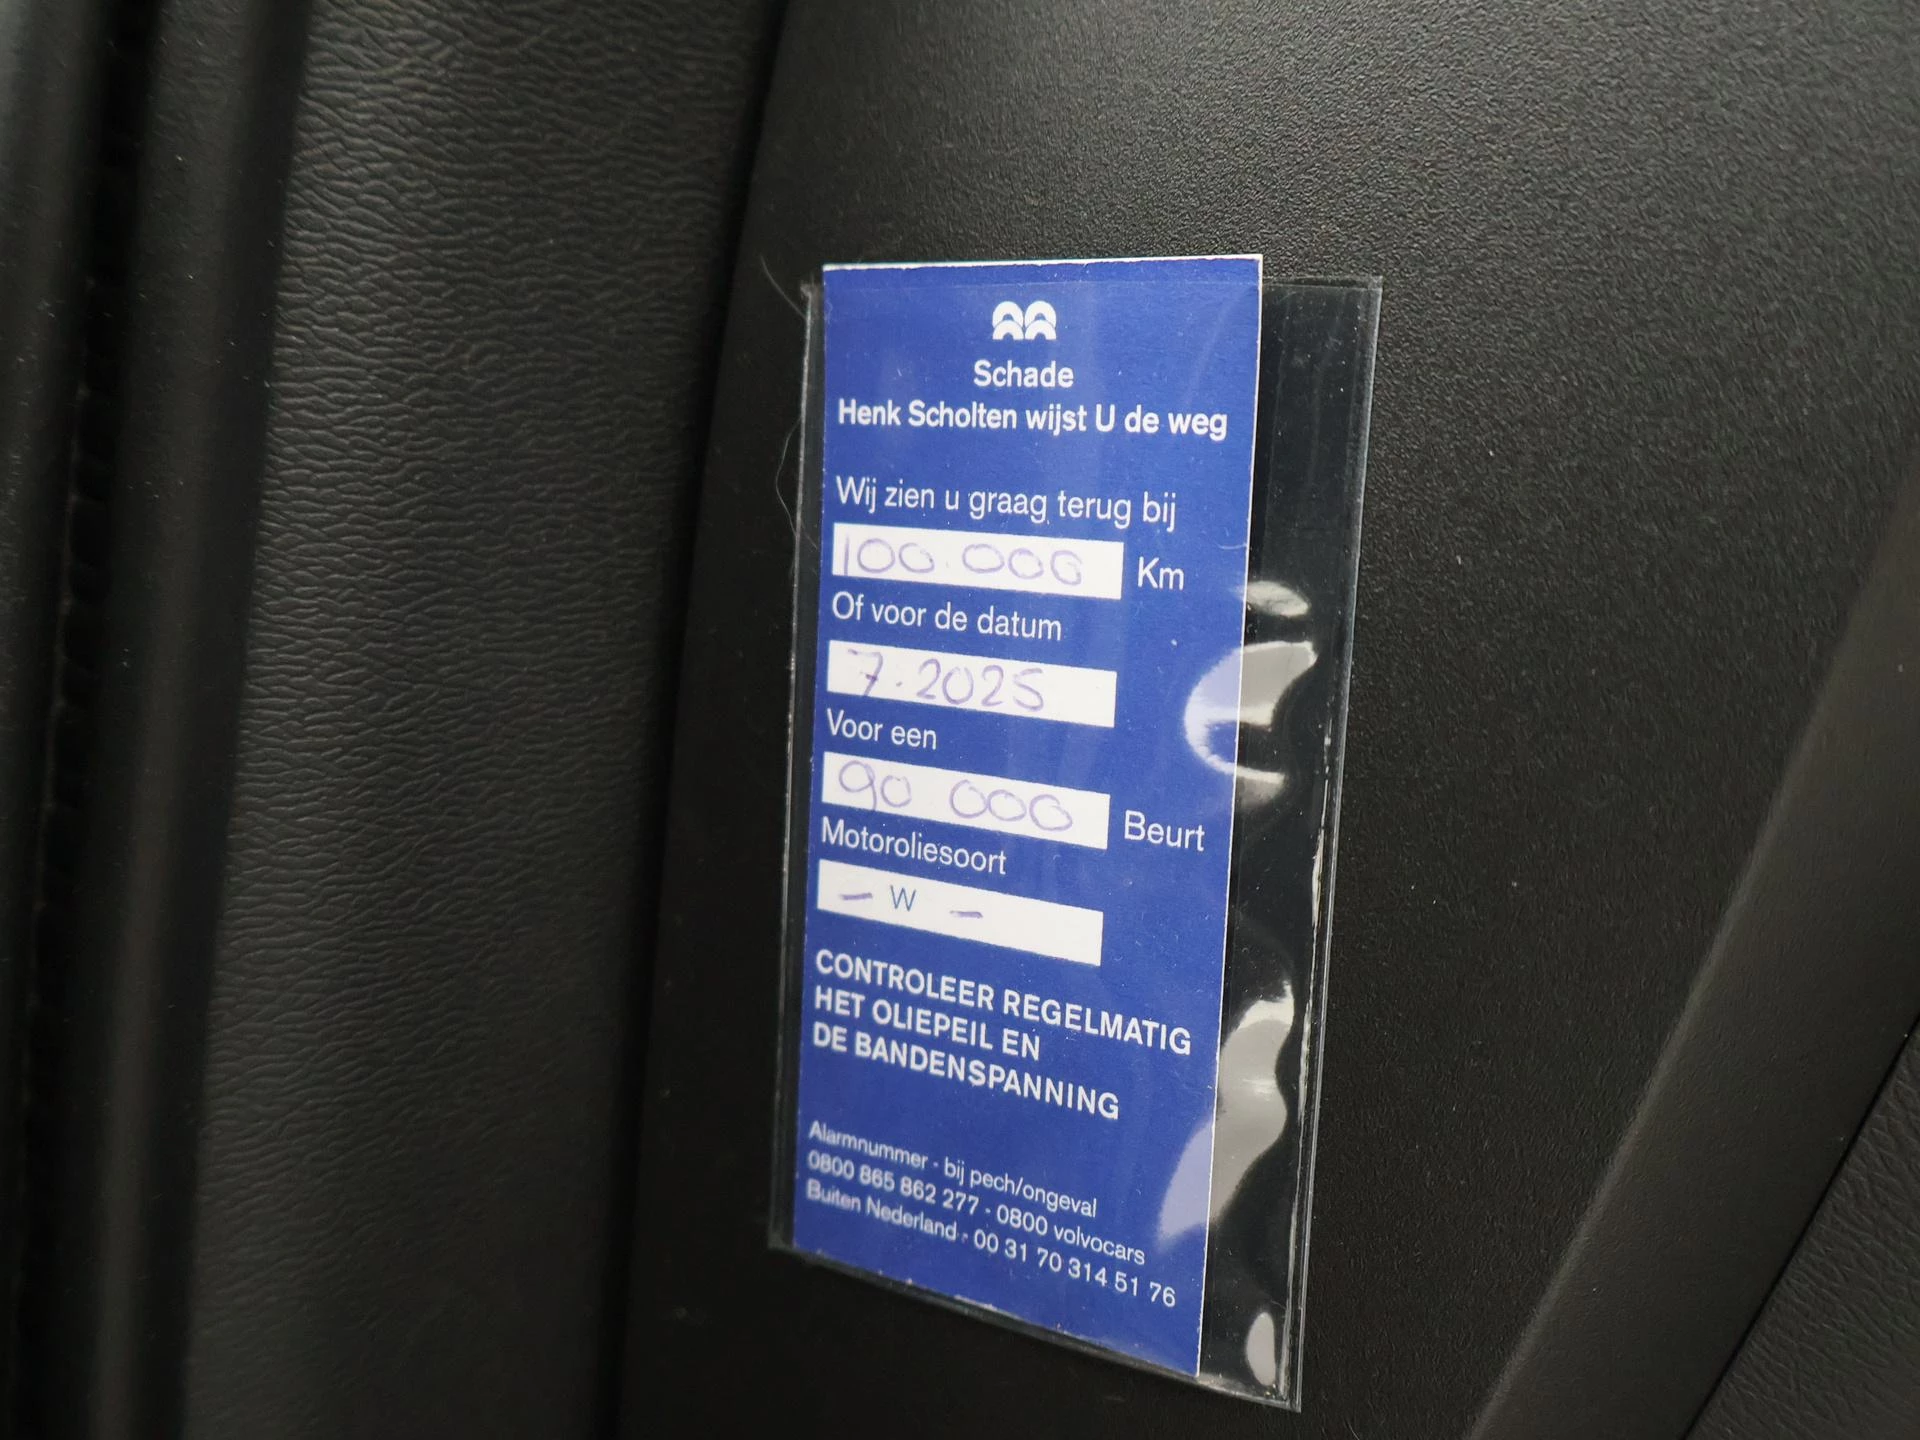 Schade
Henk Scholten wijst U de weg
Wij zien u graag terug bij
100.000 Km
Of voor de datum
7.2025
Voor een
90 000 Beurt
Motoroliesoort
– W –
CONTROLEER REGELMATIG
HET OLIEPEIL EN
DE BANDENSPANNING
Alarmnummer - bij pech/ongeval
0800 865 862 277 - 0800 volvocars
Buiten Nederland - 00 31 70 314 51 76